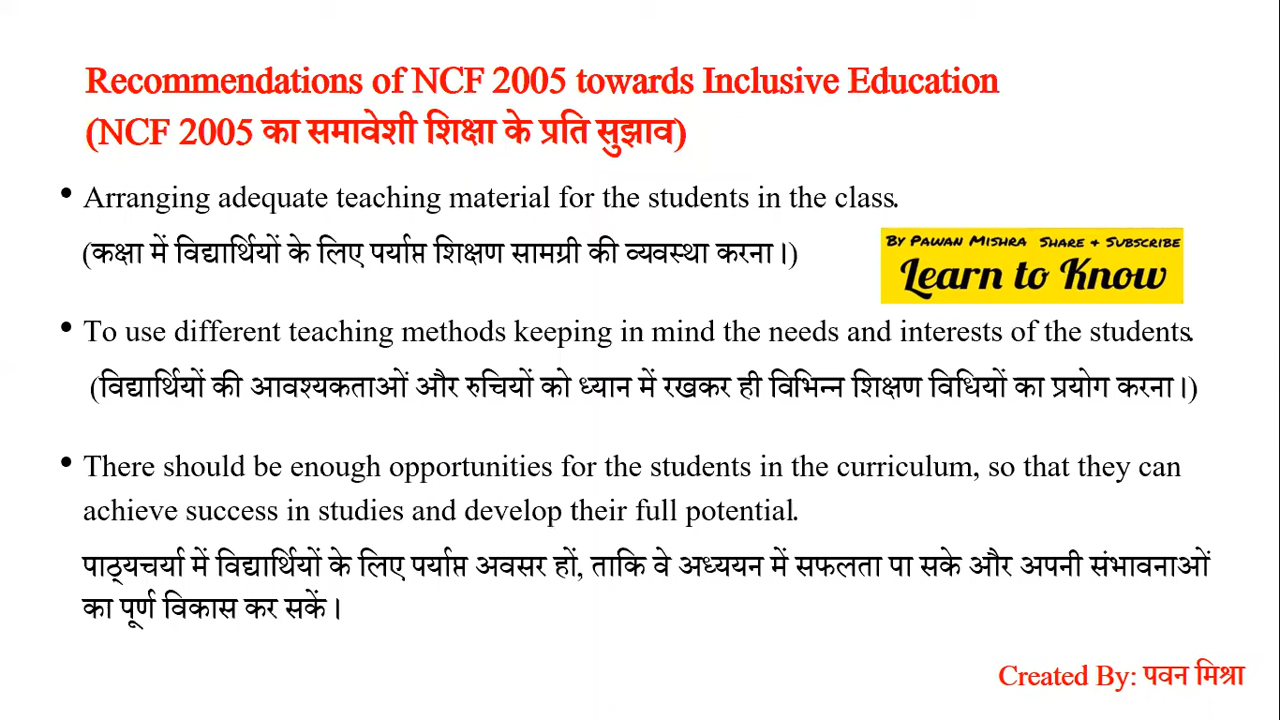 Recommendations of NCF 2005 towards Inclusive Education
(NCF 2005 का समावेशी शिक्षा के प्रति सुझाव)
• Arranging adequate teaching material for the students in the class.
(कक्षा में विद्यार्थियों के लिए पर्याप्त शिक्षण सामग्री की व्यवस्था करना।)
By Pawan Mishra Share & Subscribe
Learn to Know
• To use different teaching methods keeping in mind the needs and interests of the students.
(विद्यार्थियों की आवश्यकताओं और रुचियों को ध्यान में रखकर ही विभिन्न शिक्षण विधियों का प्रयोग करना।)
• There should be enough opportunities for the students in the curriculum, so that they can
achieve success in studies and develop their full potential.
पाठ्यचर्या में विद्यार्थियों के लिए पर्याप्त अवसर हों, ताकि वे अध्ययन में सफलता पा सके और अपनी संभावनाओं
का पूर्ण विकास कर सकें।
Created By: पवन मिश्रा